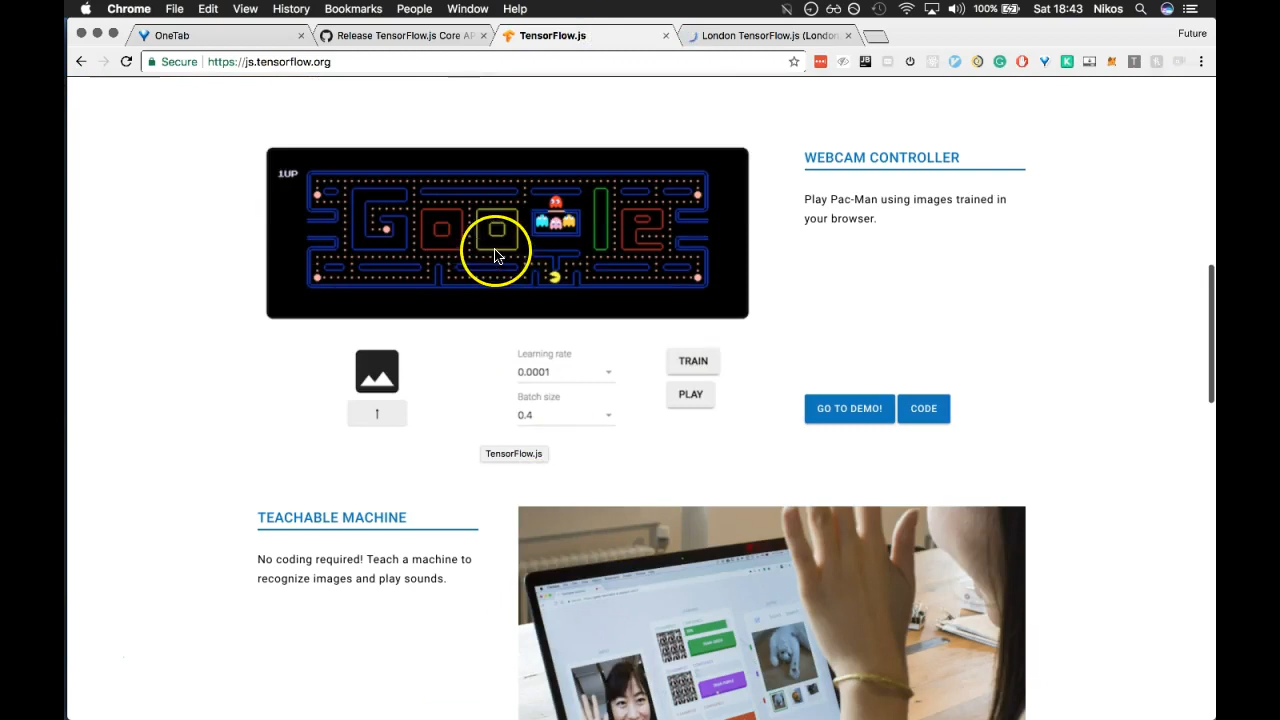 Chrome File Edit View History Bookmarks People Window Help 100% Sat 18:43 Nikos
OneTab
Release TensorFlow.js Core AP
TensorFlow.js
London TensorFlow.js (London
Future
Secure https://js.tensorflow.org
1UP
WEBCAM CONTROLLER
Play Pac-Man using images trained in
your browser.
Learning rate
0.0001
Batch size
0.4
↑
TRAIN
PLAY
GO TO DEMO! CODE
TensorFlow.js
TEACHABLE MACHINE
No coding required! Teach a machine to
recognize images and play sounds.